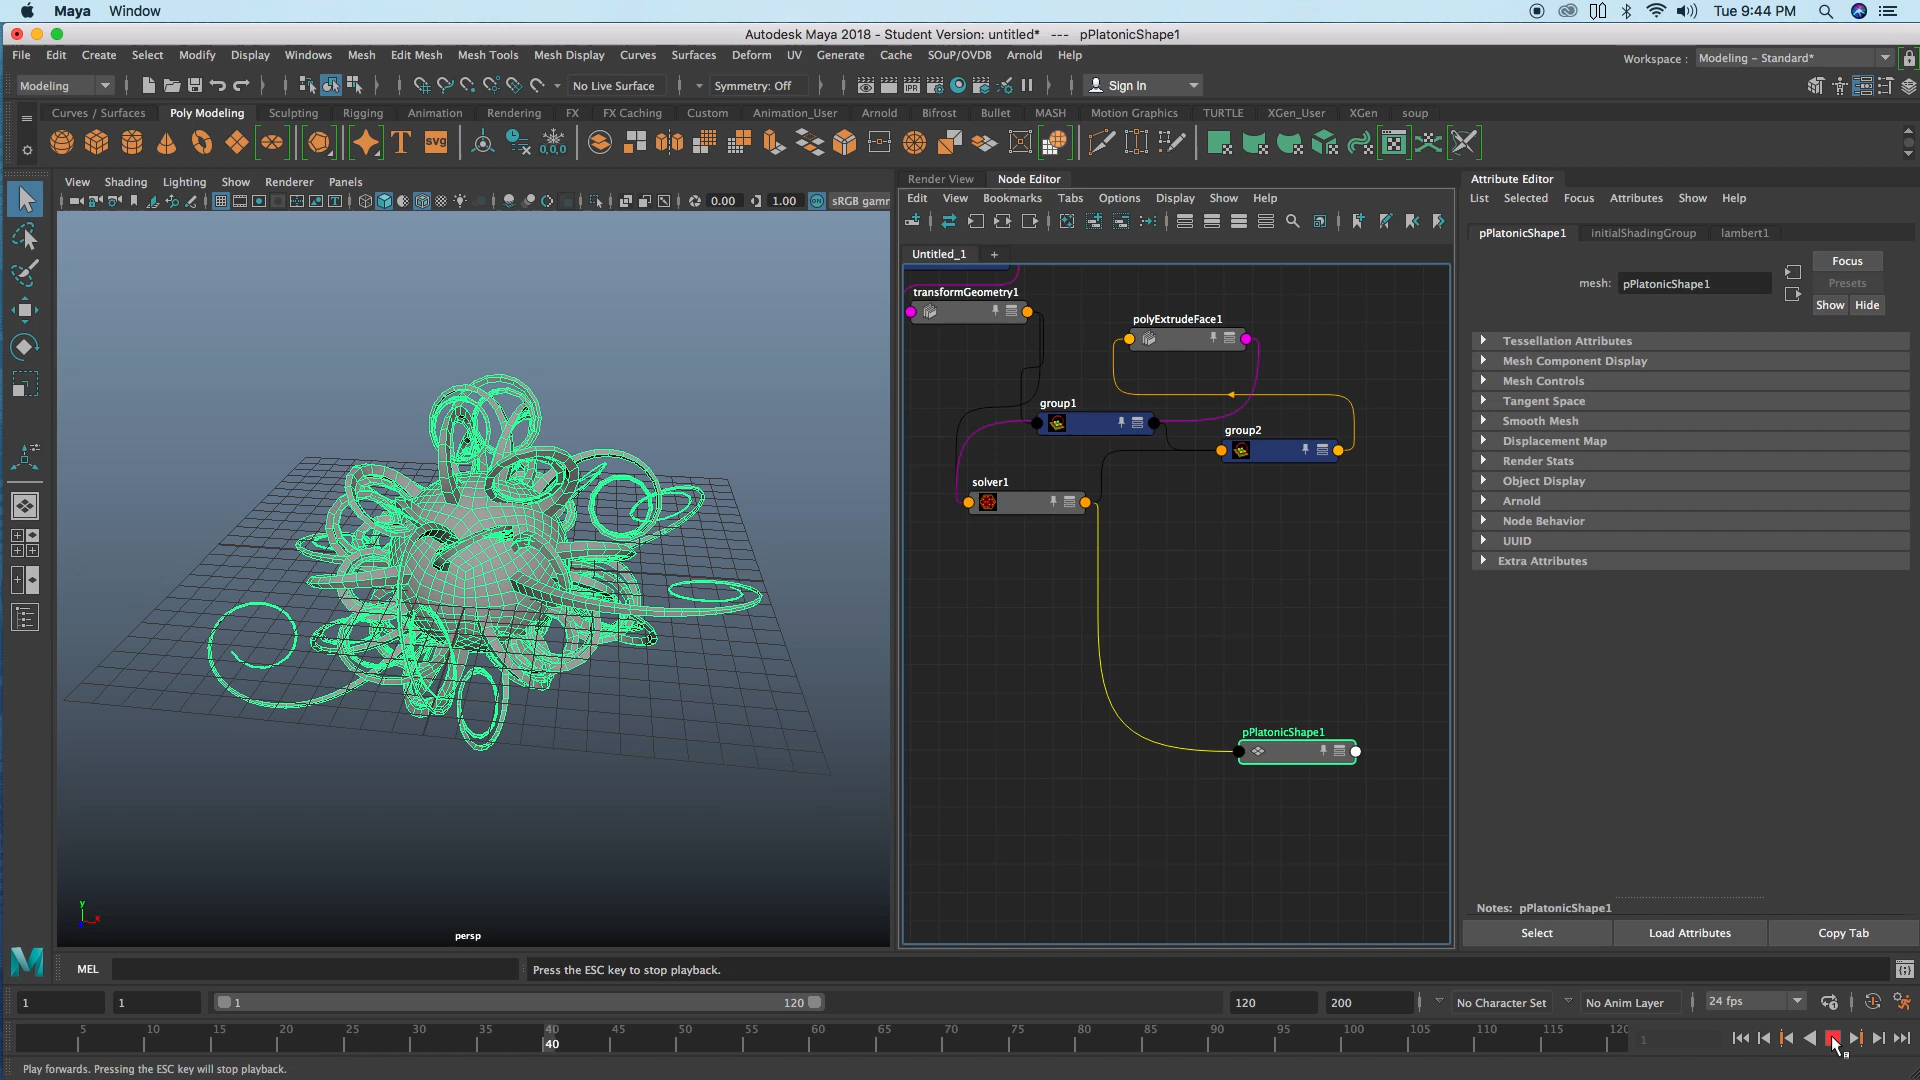 Maya Window
Tue 9:44 PM
Autodesk Maya 2018 - Student Version: untitled* --- pPlatonicShape1
File Edit Create Select Modify Display Windows Mesh Edit Mesh Mesh Tools Mesh Display Curves Surfaces Deform UV Generate Cache SOuP/OVDB Arnold Help
Workspace : Modeling - Standard*
Modeling
No Live Surface
Symmetry: Off
IPR
Sign In
Curves / Surfaces Poly Modeling Sculpting Rigging Animation Rendering FX FX Caching Custom Animation_User Arnold Bifrost Bullet MASH Motion Graphics TURTLE XGen_User XGen soup
T SVG 0,0,0
View Shading Lighting Show Renderer Panels
0.00 1.00 ON sRGB gamm
Render View Node Editor
Edit View Bookmarks Tabs Options Display Show Help
Untitled_1 +
transformGeometry1
polyExtrudeFace1
group1
group2
solver1
pPlatonicShape1
Attribute Editor
List Selected Focus Attributes Show Help
pPlatonicShape1 initialShadingGroup lambert1
Focus
mesh: pPlatonicShape1
Presets
Show Hide
Tessellation Attributes
Mesh Component Display
Mesh Controls
Tangent Space
Smooth Mesh
Displacement Map
Render Stats
Object Display
Arnold
Node Behavior
UUID
Extra Attributes
Notes: pPlatonicShape1
Select Load Attributes Copy Tab
y
x
persp
MEL
Press the ESC key to stop playback.
1 1 1 120 120 200 No Character Set No Anim Layer 24 fps
5 10 15 20 25 30 35 40 45 50 55 60 65 70 75 80 85 90 95 100 105 110 115 120
40
1
Play forwards. Pressing the ESC key will stop playback.